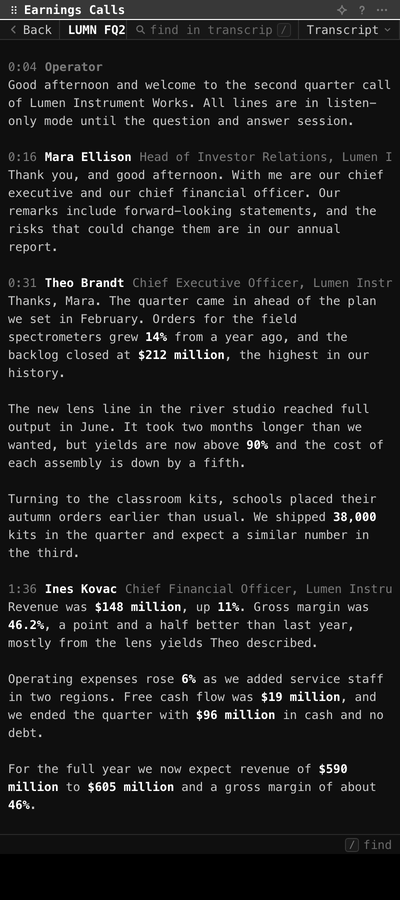 Earnings Calls ?
Back LUMN FQ2 find in transcrip / Transcript
0:04 Operator
Good afternoon and welcome to the second quarter call
of Lumen Instrument Works. All lines are in listen-
only mode until the question and answer session.
0:16 Mara Ellison Head of Investor Relations, Lumen I
Thank you, and good afternoon. With me are our chief
executive and our chief financial officer. Our
remarks include forward-looking statements, and the
risks that could change them are in our annual
report.
0:31 Theo Brandt Chief Executive Officer, Lumen Instr
Thanks, Mara. The quarter came in ahead of the plan
we set in February. Orders for the field
spectrometers grew 14% from a year ago, and the
backlog closed at $212 million, the highest in our
history.
The new lens line in the river studio reached full
output in June. It took two months longer than we
wanted, but yields are now above 90% and the cost of
each assembly is down by a fifth.
Turning to the classroom kits, schools placed their
autumn orders earlier than usual. We shipped 38,000
kits in the quarter and expect a similar number in
the third.
1:36 Ines Kovac Chief Financial Officer, Lumen Instru
Revenue was $148 million, up 11%. Gross margin was
46.2%, a point and a half better than last year,
mostly from the lens yields Theo described.
Operating expenses rose 6% as we added service staff
in two regions. Free cash flow was $19 million, and
we ended the quarter with $96 million in cash and no
debt.
For the full year we now expect revenue of $590
million to $605 million and a gross margin of about
46%.
/ find